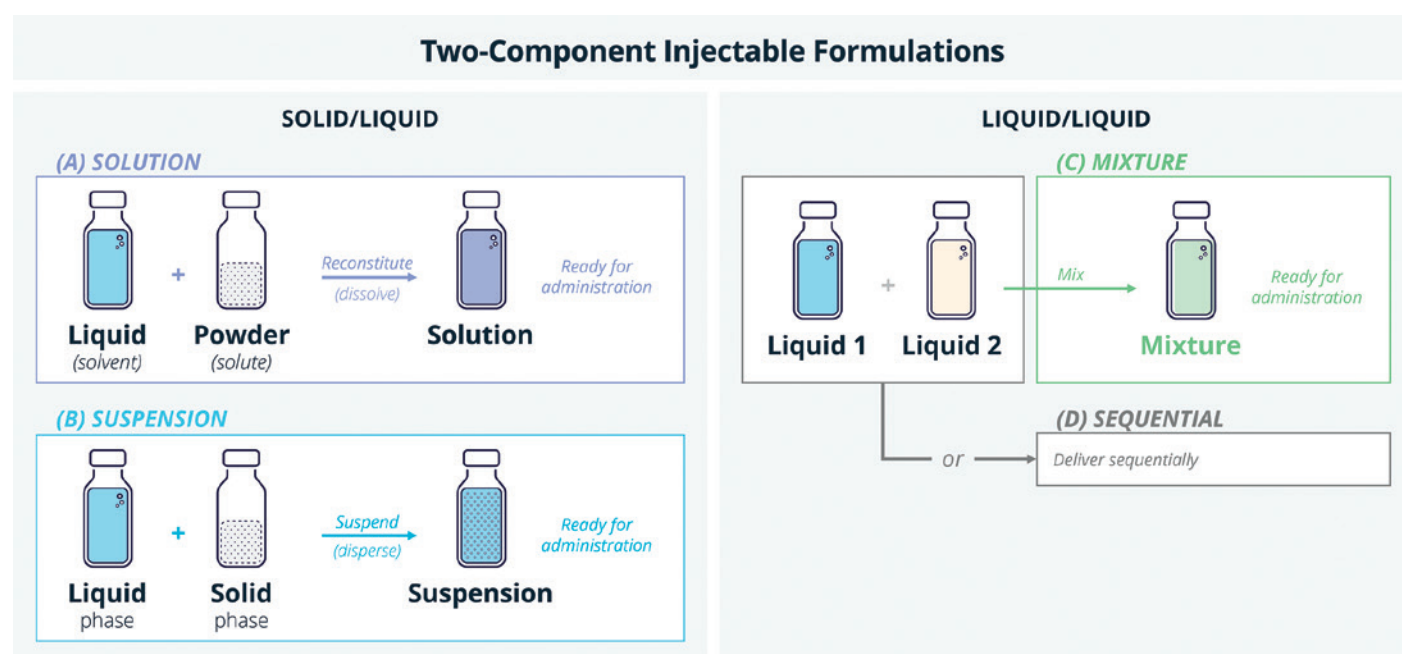 Two-Component Injectable Formulations
SOLID/LIQUID
(A) SOLUTION
+
Reconstitute
(dissolve)
Ready for
administration
Liquid
(solvent)
Powder
(solute)
Solution
(B) SUSPENSION
+
Suspend
(disperse)
Ready for
administration
Liquid
phase
Solid
phase
Suspension
LIQUID/LIQUID
(C) MIXTURE
+
Mix
Ready for
administration
Liquid 1
Liquid 2
Mixture
(D) SEQUENTIAL
or
Deliver sequentially